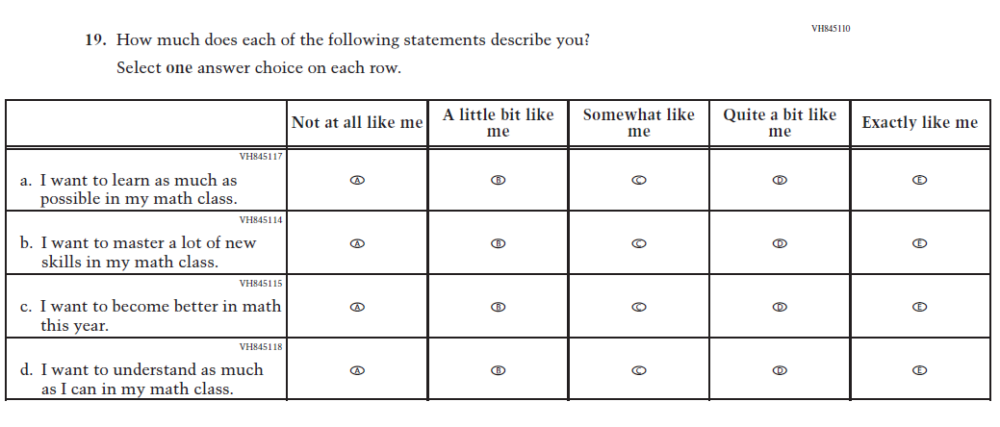 VH845110
19. How much does each of the following statements describe you?
Select one answer choice on each row.
Not at all like me
A little bit like
me
Somewhat like
me
Quite a bit like
me
Exactly like me
VH845117
a. I want to learn as much as
possible in my math class.
A B C D E
VH845114
b. I want to master a lot of new
skills in my math class.
A B C D E
VH845115
c. I want to become better in math
this year.
A B C D E
VH845118
d. I want to understand as much
as I can in my math class.
A B C D E